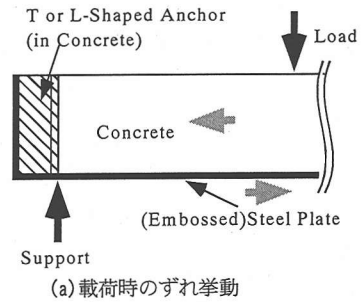 T or L-Shaped Anchor
(in Concrete)
Load
Concrete
(Embossed)Steel Plate
Support
(a)載荷時のずれ挙動